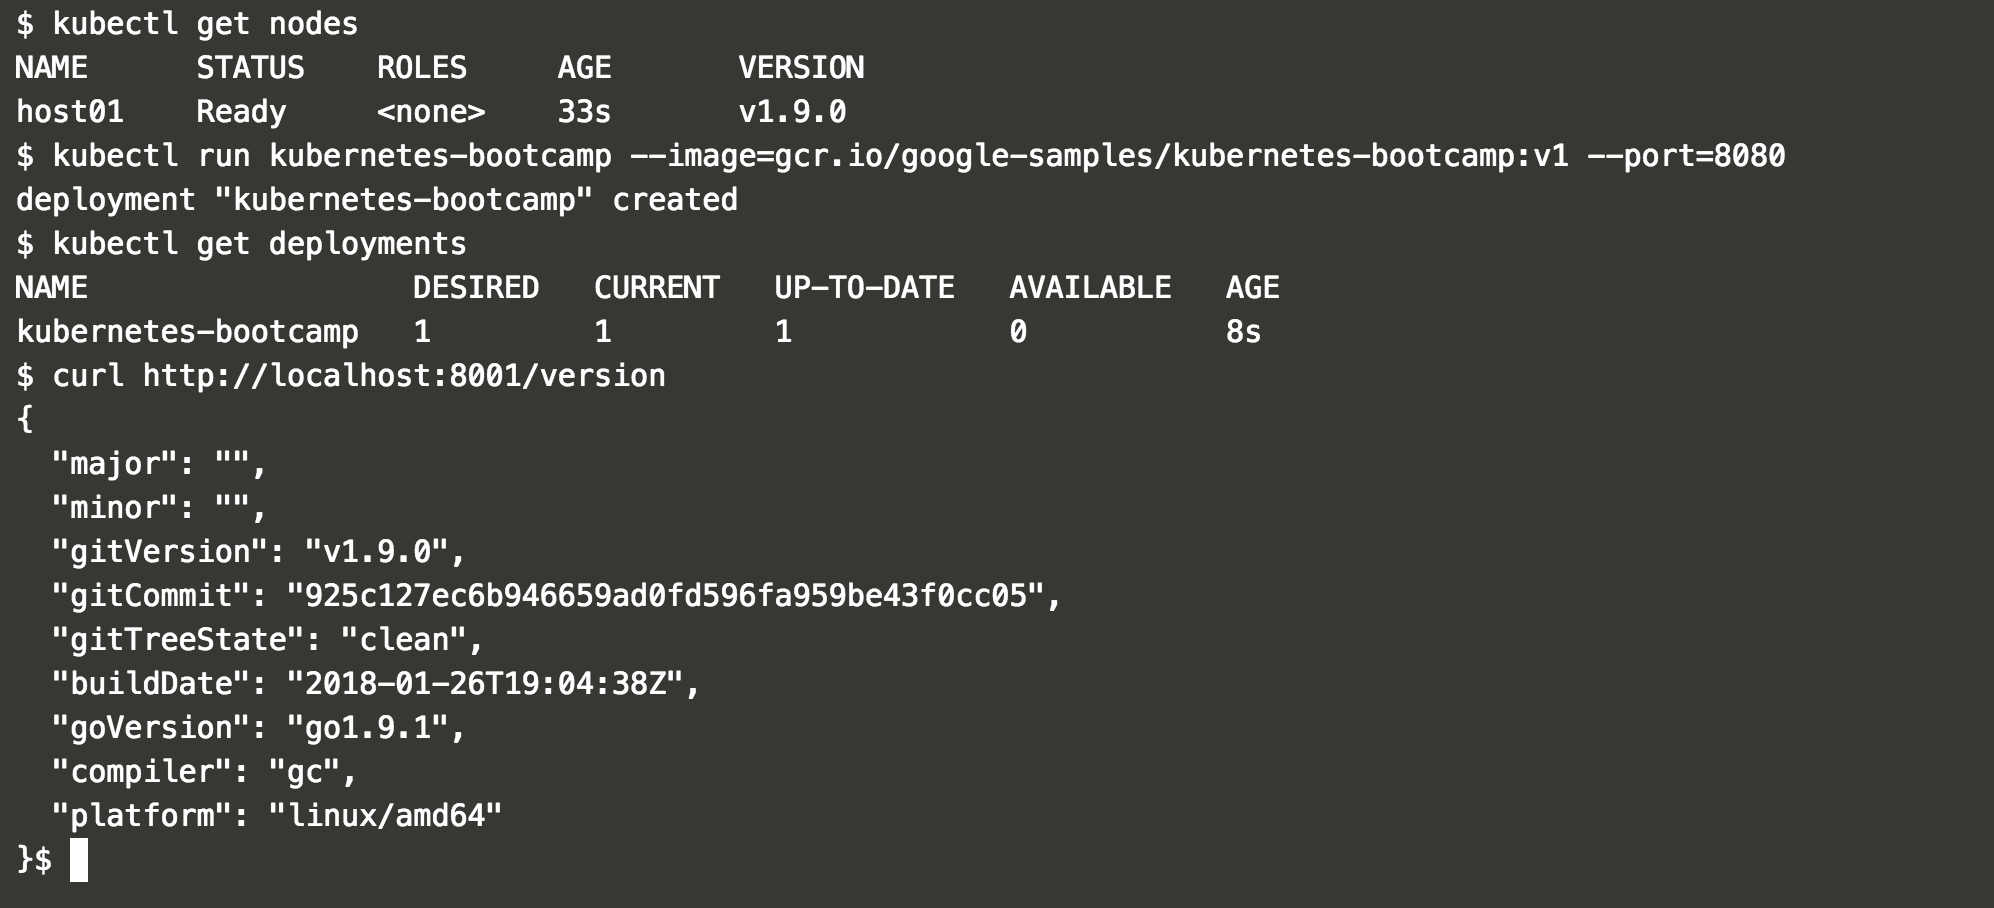 $ kubectl get nodes
NAME      STATUS    ROLES     AGE       VERSION
host01    Ready     <none>    33s       v1.9.0
$ kubectl run kubernetes-bootcamp --image=gcr.io/google-samples/kubernetes-bootcamp:v1 --port=8080
deployment "kubernetes-bootcamp" created
$ kubectl get deployments
NAME                  DESIRED   CURRENT   UP-TO-DATE   AVAILABLE   AGE
kubernetes-bootcamp   1         1         1            0           8s
$ curl http://localhost:8001/version
{
  "major": "",
  "minor": "",
  "gitVersion": "v1.9.0",
  "gitCommit": "925c127ec6b946659ad0fd596fa959be43f0cc05",
  "gitTreeState": "clean",
  "buildDate": "2018-01-26T19:04:38Z",
  "goVersion": "go1.9.1",
  "compiler": "gc",
  "platform": "linux/amd64"
}$